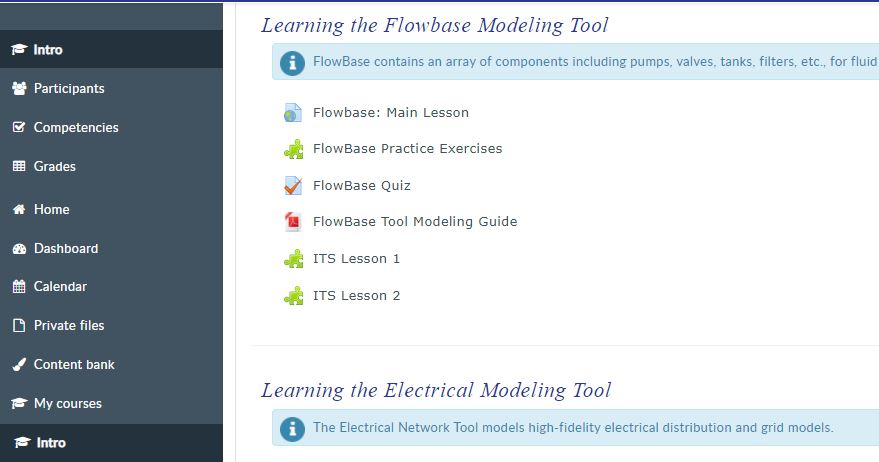 Intro
Participants
Competencies
Grades
Home
Dashboard
Calendar
Private files
Content bank
My courses
Intro
Learning the Flowbase Modeling Tool
FlowBase contains an array of components including pumps, valves, tanks, filters, etc., for fluid
Flowbase: Main Lesson
FlowBase Practice Exercises
FlowBase Quiz
FlowBase Tool Modeling Guide
ITS Lesson 1
ITS Lesson 2
Learning the Electrical Modeling Tool
The Electrical Network Tool models high-fidelity electrical distribution and grid models.